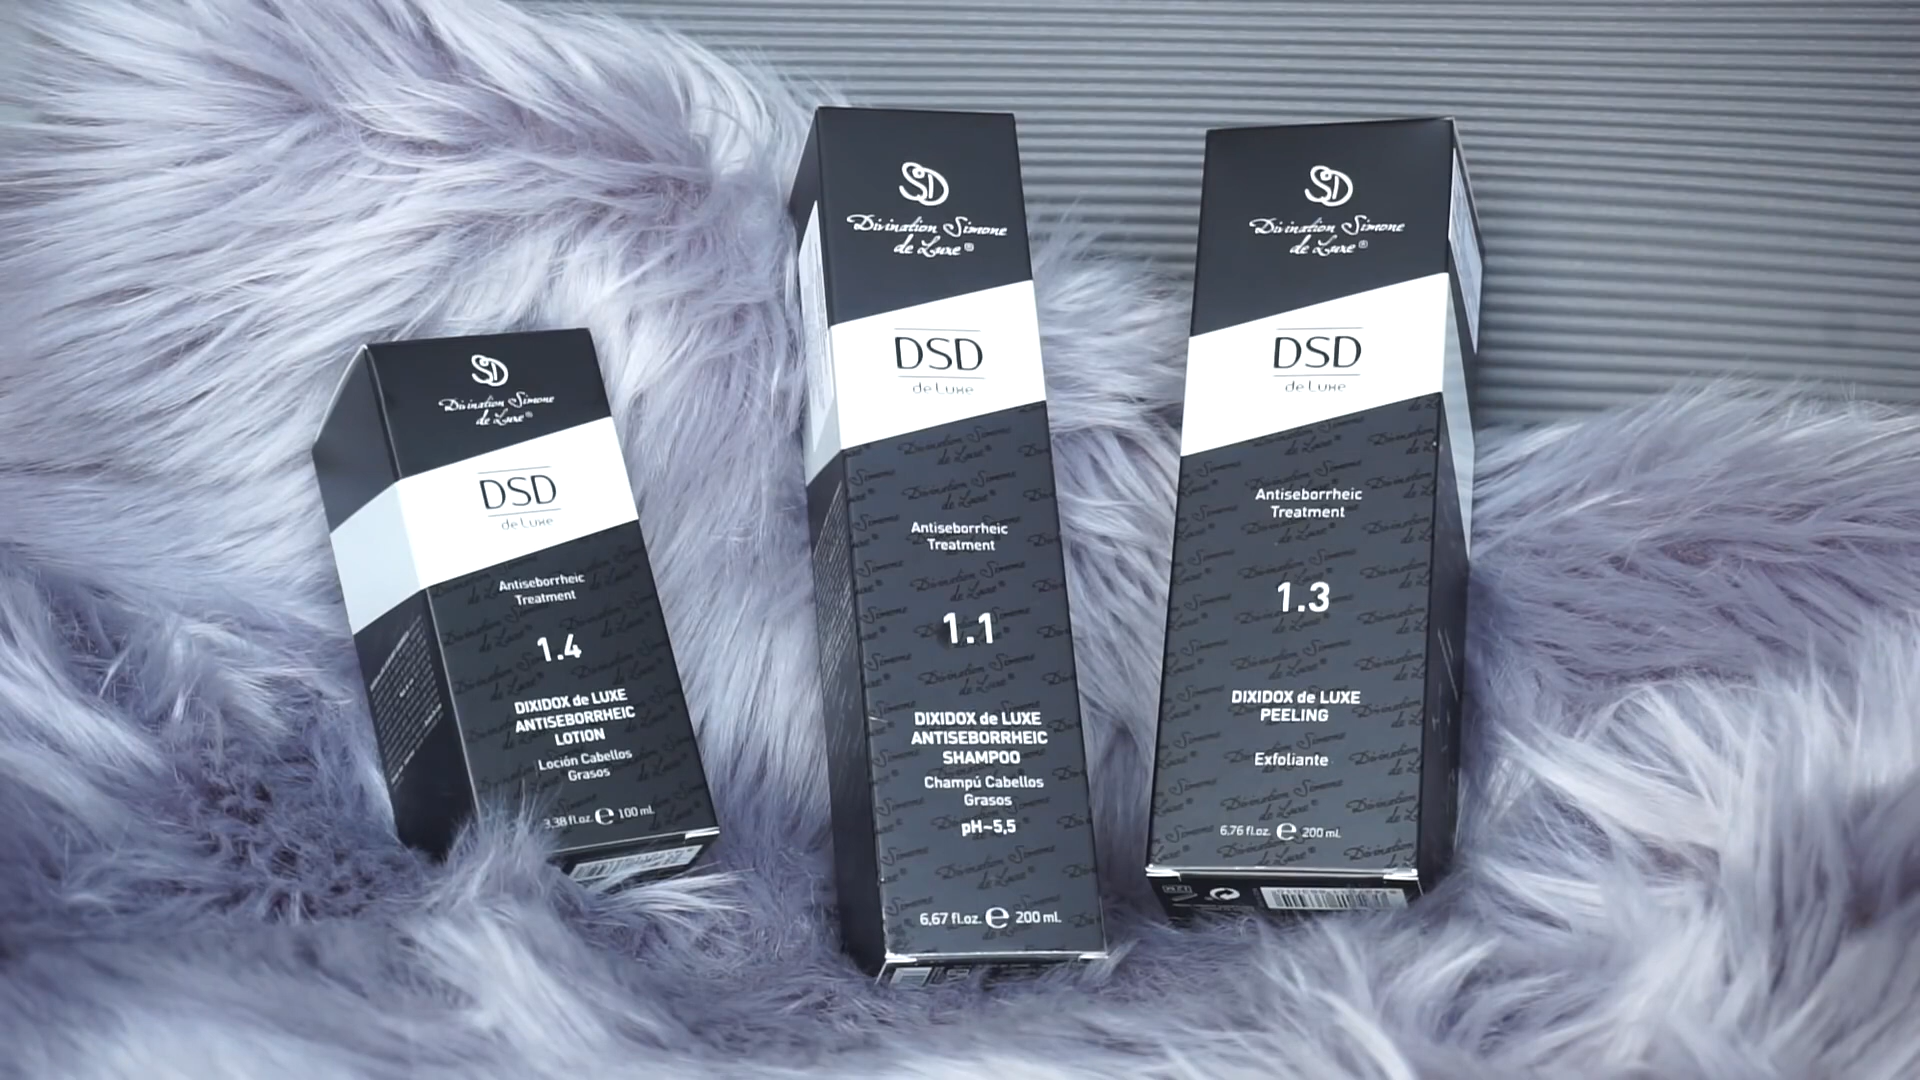 SD
Divination Simone
de Luxe®
DSD
de Luxe
Antiseborrheic
Treatment
1.4
DIXIDOX de LUXE
ANTISEBORRHEIC
LOTION
Loción Cabellos
Grasos
3,38 fl.oz. ℮ 100 mL
SD
Divination Simone
de Luxe®
DSD
de Luxe
Antiseborrheic
Treatment
1.1
DIXIDOX de LUXE
ANTISEBORRHEIC
SHAMPOO
Champú Cabellos
Grasos
pH~5,5
6,67 fl.oz. ℮ 200 mL
SD
Divination Simone
de Luxe®
DSD
de Luxe
Antiseborrheic
Treatment
1.3
DIXIDOX de LUXE
PEELING
Exfoliante
6.76 fl.oz. ℮ 200 mL